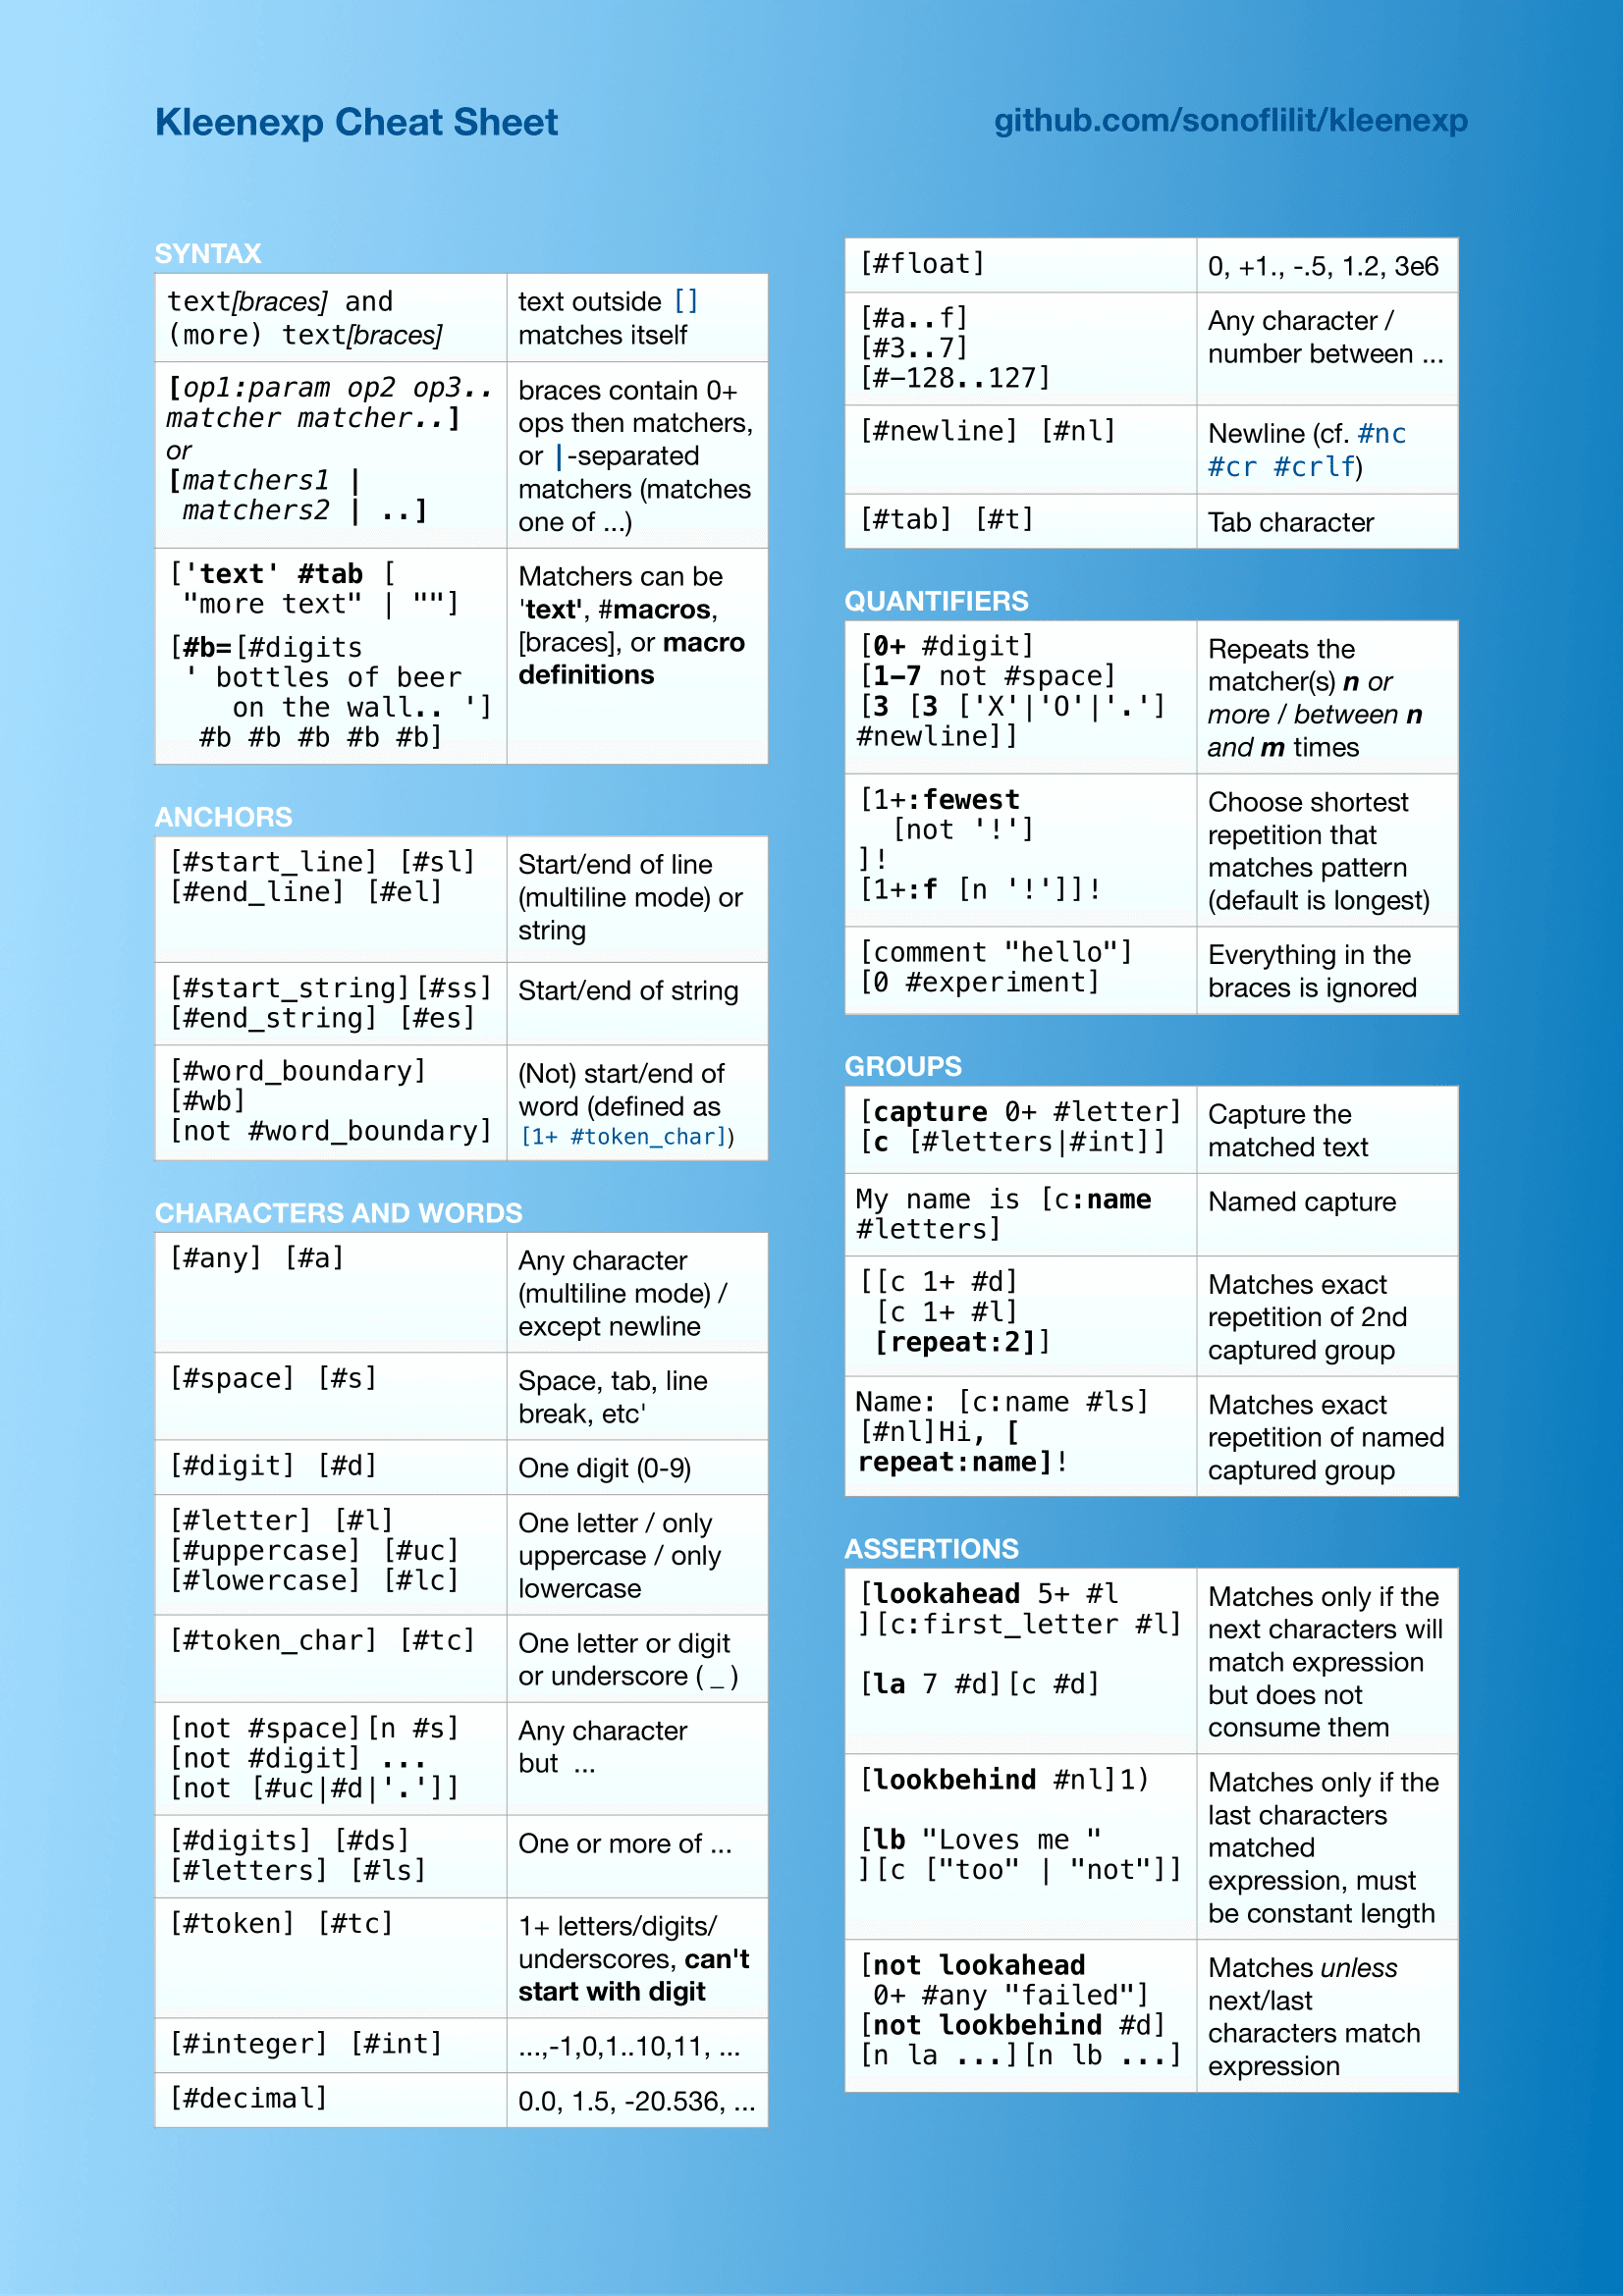 Kleenexp Cheat Sheet
github.com/sonoflilit/kleenexp
SYNTAX
text[braces] and
(more) text[braces]
text outside []
matches itself
[op1:param op2 op3..
matcher matcher..]
or
[matchers1 |
matchers2 | ..]
braces contain 0+
ops then matchers,
or |-separated
matchers (matches
one of ...)
['text' #tab [
"more text" | ""]
[#b=[#digits
' bottles of beer
on the wall.. ']
#b #b #b #b #b]
Matchers can be
'text', #macros,
[braces], or macro
definitions
ANCHORS
[#start_line] [#sl]
[#end_line] [#el]
Start/end of line
(multiline mode) or
string
[#start_string][#ss]
[#end_string] [#es]
Start/end of string
[#word_boundary]
[#wb]
[not #word_boundary]
(Not) start/end of
word (defined as
[1+ #token_char])
CHARACTERS AND WORDS
[#any] [#a]
Any character
(multiline mode) /
except newline
[#space] [#s]
Space, tab, line
break, etc'
[#digit] [#d]
One digit (0-9)
[#letter] [#l]
[#uppercase] [#uc]
[#lowercase] [#lc]
One letter / only
uppercase / only
lowercase
[#token_char] [#tc]
One letter or digit
or underscore ( _ )
[not #space][n #s]
[not #digit] ...
[not [#uc|#d|'.']]
Any character
but ...
[#digits] [#ds]
[#letters] [#ls]
One or more of ...
[#token] [#tc]
1+ letters/digits/
underscores, can't
start with digit
[#integer] [#int]
...,-1,0,1..10,11, ...
[#decimal]
0.0, 1.5, -20.536, ...
[#float]
0, +1., -.5, 1.2, 3e6
[#a..f]
[#3..7]
[#-128..127]
Any character /
number between ...
[#newline] [#nl]
Newline (cf. #nc
#cr #crlf)
[#tab] [#t]
Tab character
QUANTIFIERS
[0+ #digit]
[1-7 not #space]
[3 [3 ['X'|'O'|'.']
#newline]]
Repeats the
matcher(s) n or
more / between n
and m times
[1+:fewest
[not '!']
]!
[1+:f [n '!']]!
Choose shortest
repetition that
matches pattern
(default is longest)
[comment "hello"]
[0 #experiment]
Everything in the
braces is ignored
GROUPS
[capture 0+ #letter]
[c [#letters|#int]]
Capture the
matched text
My name is [c:name
#letters]
Named capture
[[c 1+ #d]
[c 1+ #l]
[repeat:2]]
Matches exact
repetition of 2nd
captured group
Name: [c:name #ls]
[#nl]Hi, [
repeat:name]!
Matches exact
repetition of named
captured group
ASSERTIONS
[lookahead 5+ #l
][c:first_letter #l]
[la 7 #d][c #d]
Matches only if the
next characters will
match expression
but does not
consume them
[lookbehind #nl]1)
[lb "Loves me "
][c ["too" | "not"]]
Matches only if the
last characters
matched
expression, must
be constant length
[not lookahead
0+ #any "failed"]
[not lookbehind #d]
[n la ...][n lb ...]
Matches unless
next/last
characters match
expression